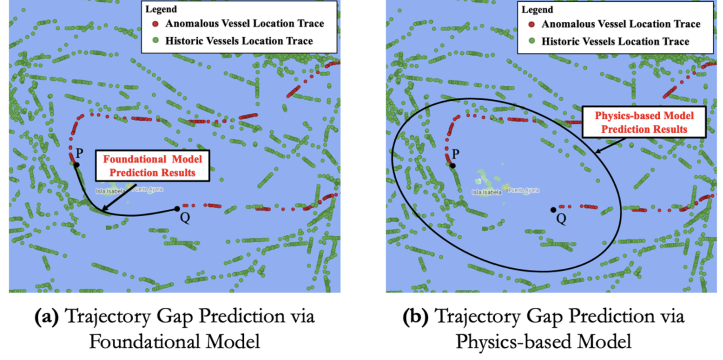 Legend
Anomalous Vessel Location Trace
Historic Vessels Location Trace
P
Foundational Model
Prediction Results
Q
(a) Trajectory Gap Prediction via
Foundational Model
Legend
Anomalous Vessel Location Trace
Historic Vessels Location Trace
Physics-based Model
Prediction Results
P
Isla Isabela
Q
(b) Trajectory Gap Prediction via
Physics-based Model